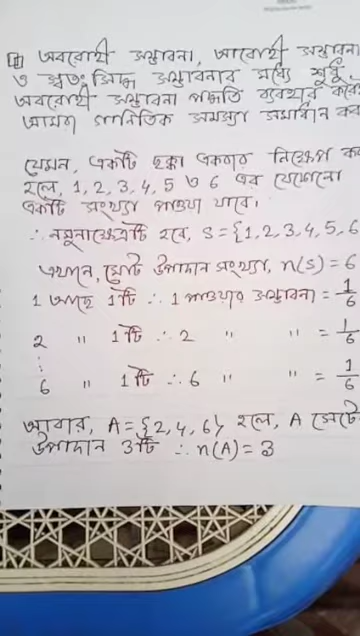 অবরোহী সম্ভাবনা, আরোহী সম্ভাবনা
ও স্বতঃসিদ্ধ সম্ভাবনার মধ্যে শুধু
অবরোহী সম্ভাবনা পদ্ধতি ব্যবহার করে
আমরা গাণিতিক সমস্যা সমাধান কর
যেমন, একটি ছক্কা একবার নিক্ষেপ কর
হলে, 1, 2, 3, 4, 5 ও 6 এর যেকোনো
একটি সংখ্যা পাওয়া যাবে।
∴ নমুনাক্ষেত্রটি হবে, S = {1, 2, 3, 4, 5, 6
এখানে, মোট উপাদান সংখ্যা, n(S) = 6
1 আছে 1টি ∴ 1 পাওয়ার সম্ভাবনা = 1/6
2 " 1টি ∴ 2 " " = 1/6
⋮
6 " 1টি ∴ 6 " " = 1/6
আবার, A = {2, 4, 6} হলে, A সেটে
উপাদান 3টি ∴ n(A) = 3